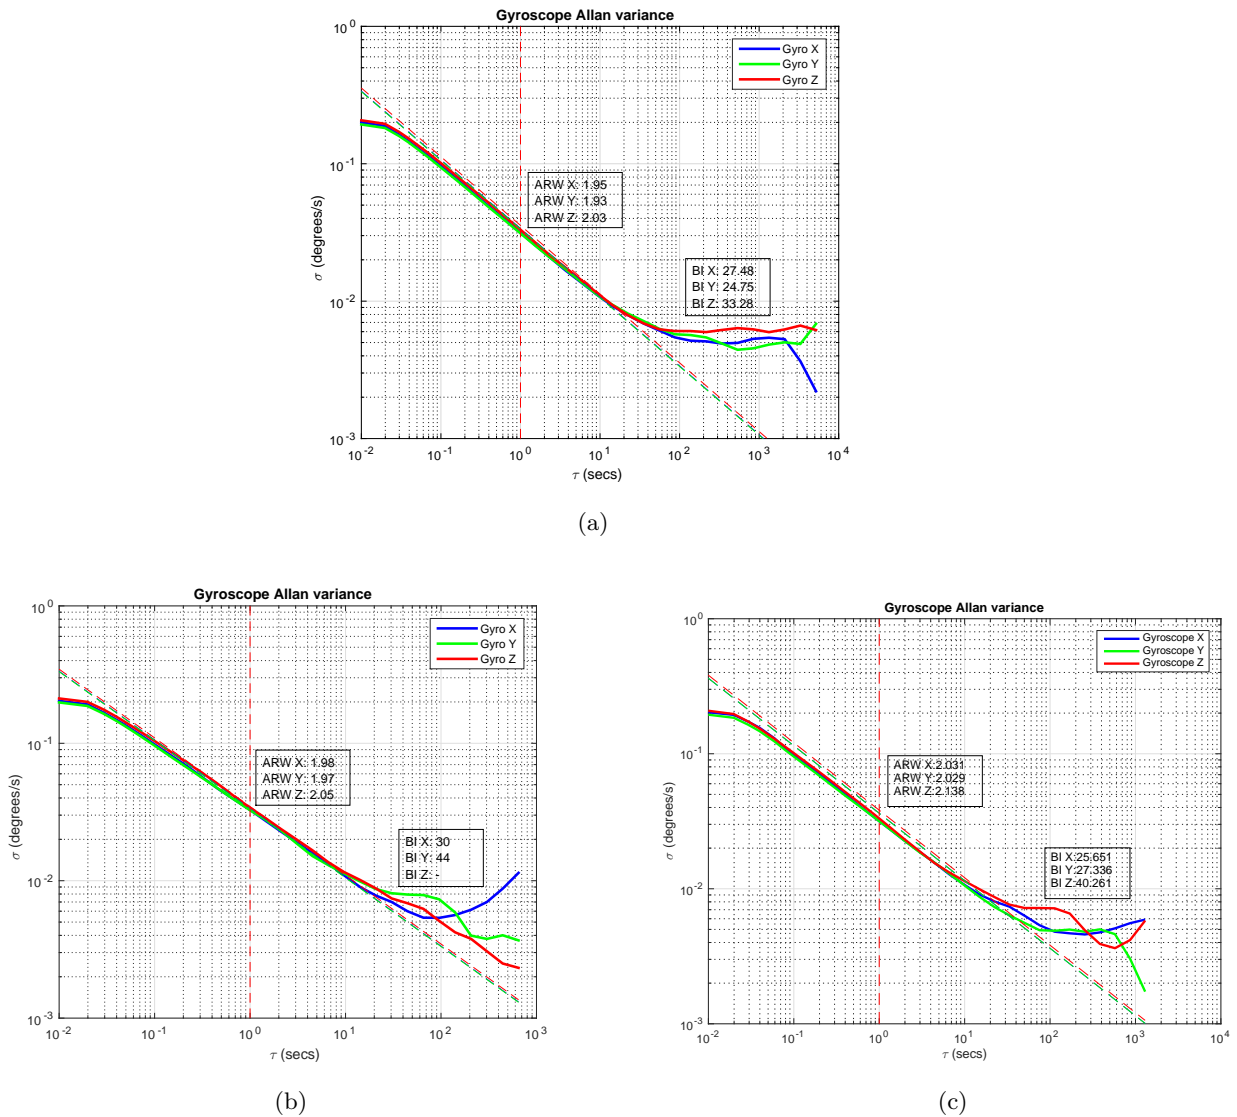 Gyroscope Allan variance
10^0
10^-1
10^-2
10^-3
σ (degrees/s)
Gyro X
Gyro Y
Gyro Z
ARW X: 1.95
ARW Y: 1.93
ARW Z: 2.03
BI X: 27.48
BI Y: 24.75
BI Z: 33.28
10^-2 10^-1 10^0 10^1 10^2 10^3 10^4
τ (secs)
(a)
Gyroscope Allan variance
10^0
10^-1
10^-2
10^-3
σ (degrees/s)
Gyro X
Gyro Y
Gyro Z
ARW X: 1.98
ARW Y: 1.97
ARW Z: 2.05
BI X: 30
BI Y: 44
BI Z: -
10^-2 10^-1 10^0 10^1 10^2 10^3
τ (secs)
(b)
Gyroscope Allan variance
10^0
10^-1
10^-2
10^-3
σ (degrees/s)
Gyroscope X
Gyroscope Y
Gyroscope Z
ARW X:2.031
ARW Y:2.029
ARW Z:2.138
BI X:25.651
BI Y:27.336
BI Z:40.261
10^-2 10^-1 10^0 10^1 10^2 10^3 10^4
τ (secs)
(c)